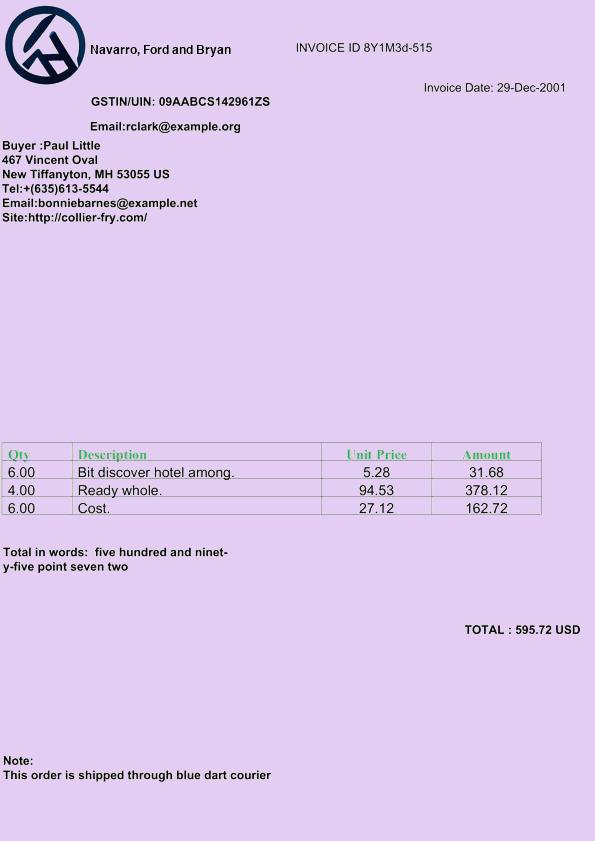 Navarro, Ford and Bryan
INVOICE ID 8Y1M3d-515
Invoice Date: 29-Dec-2001
GSTIN/UIN: 09AABCS142961ZS
Email:rclark@example.org
Buyer :Paul Little
467 Vincent Oval
New Tiffanyton, MH 53055 US
Tel:+(635)613-5544
Email:bonniebarnes@example.net
Site:http://collier-fry.com/
Qty Description Unit Price Amount
6.00 Bit discover hotel among. 5.28 31.68
4.00 Ready whole. 94.53 378.12
6.00 Cost. 27.12 162.72
Total in words:  five hundred and ninet-
y-five point seven two
TOTAL : 595.72 USD
Note:
This order is shipped through blue dart courier